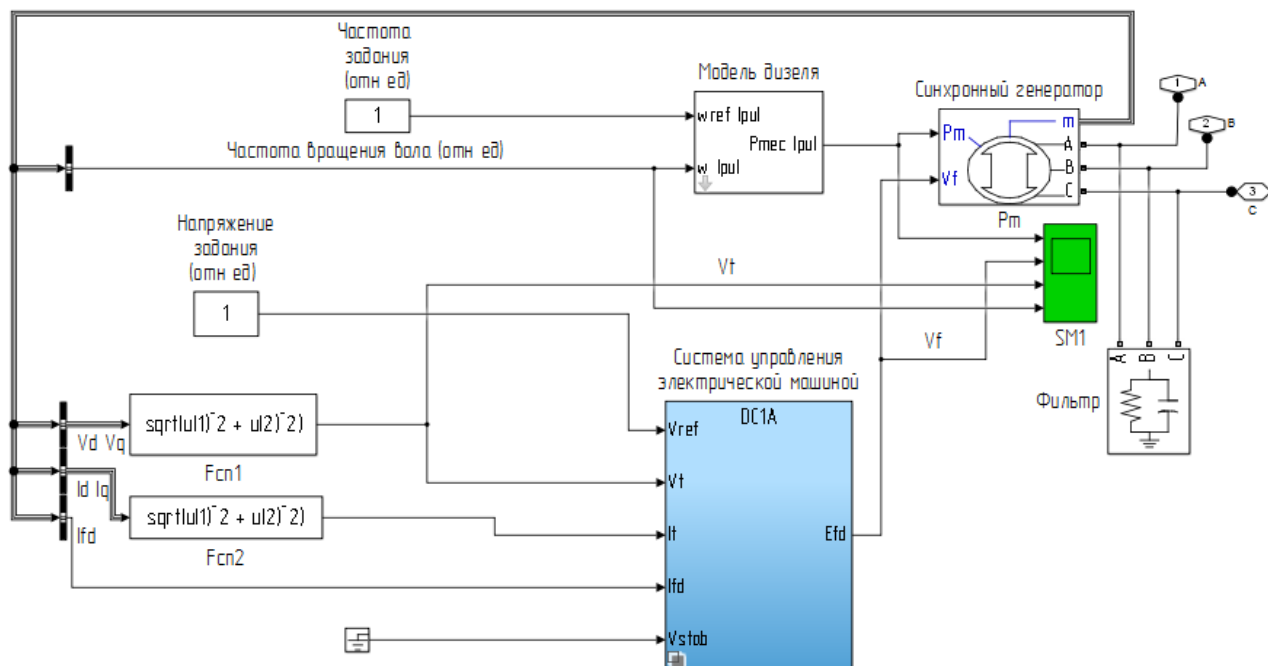 Частота
задания
(отн ед)
1
Модель дизеля
wref (pu)
w (pu)
Pmec (pu)
Синхронный генератор
Pm
Vf
m
A
B
C
Pm
1
A
2
B
3
C
Частота вращения вала (отн ед)
Напряжение
задания
(отн ед)
1
Vt
Vf
SM1
A
B
C
Фильтр
Система управления
электрической машиной
DC1A
Vref
Vt
It
Ifd
Vstab
Efd
sqrt(u(1)^2 + u(2)^2)
Vd Vq
Fcn1
Id Iq
sqrt(u(1)^2 + u(2)^2)
Ifd
Fcn2